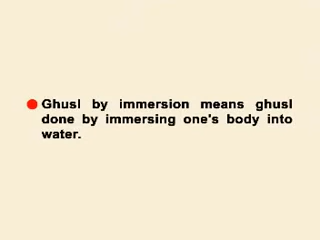 Ghusl by immersion means ghusl
done by immersing one's body into
water.